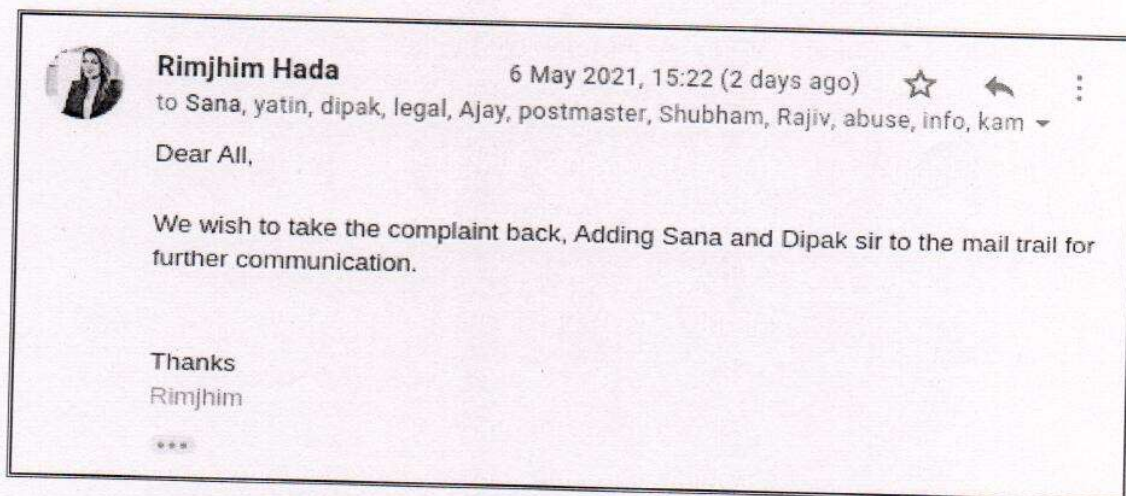 Rimjhim Hada 6 May 2021, 15:22 (2 days ago)
to Sana, yatin, dipak, legal, Ajay, postmaster, Shubham, Rajiv, abuse, info, kam
Dear All,
We wish to take the complaint back, Adding Sana and Dipak sir to the mail trail for
further communication.
Thanks
Rimjhim